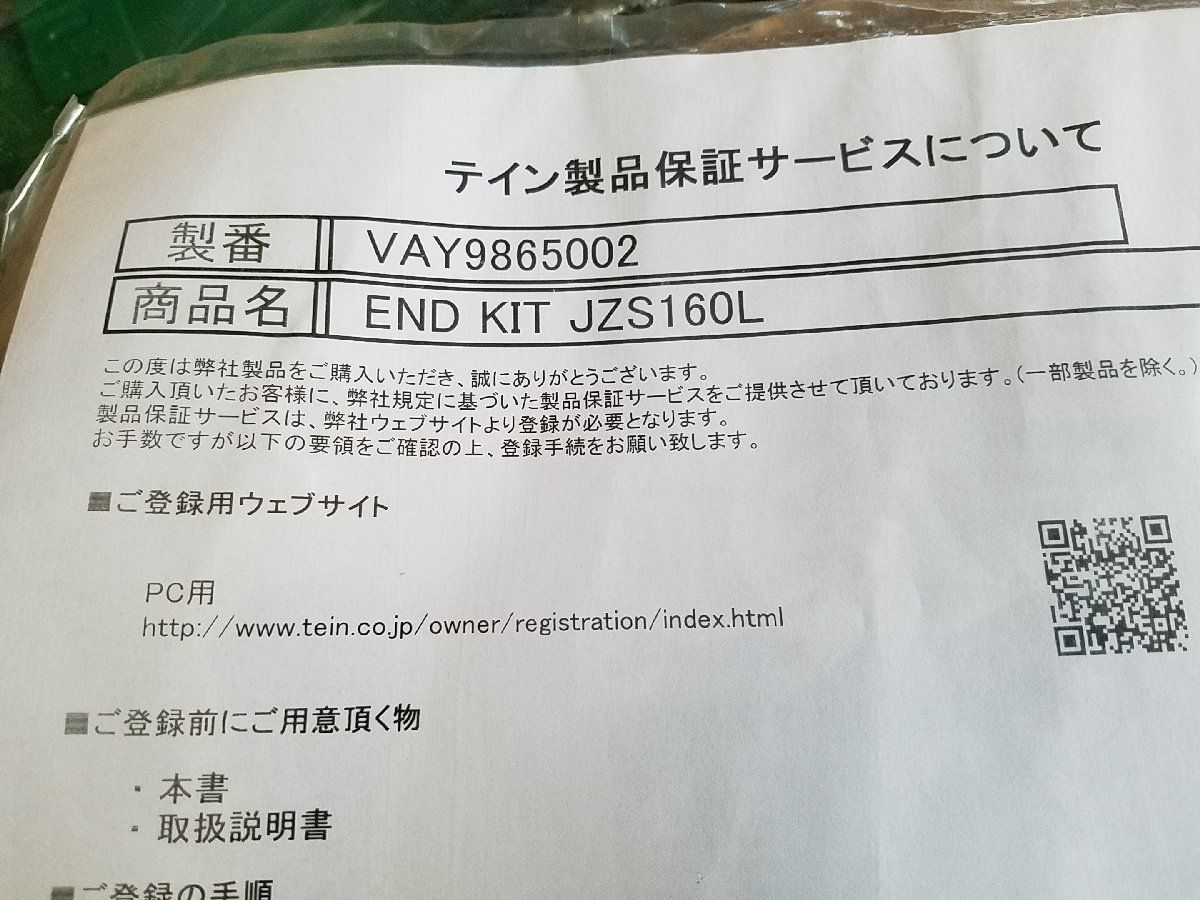 テイン製品保証サービスについて
製番 VAY9865002
商品名 END KIT JZS160L
この度は弊社製品をご購入いただき、誠にありがとうございます。
ご購入頂いたお客様に、弊社規定に基づいた製品保証サービスをご提供させて頂いております。(一部製品を除く。)
製品保証サービスは、弊社ウェブサイトより登録が必要となります。
お手数ですが以下の要領をご確認の上、登録手続をお願い致します。
■ご登録用ウェブサイト
PC用
http://www.tein.co.jp/owner/registration/index.html
■ご登録前にご用意頂く物
・本書
・取扱説明書
■ご登録の手順